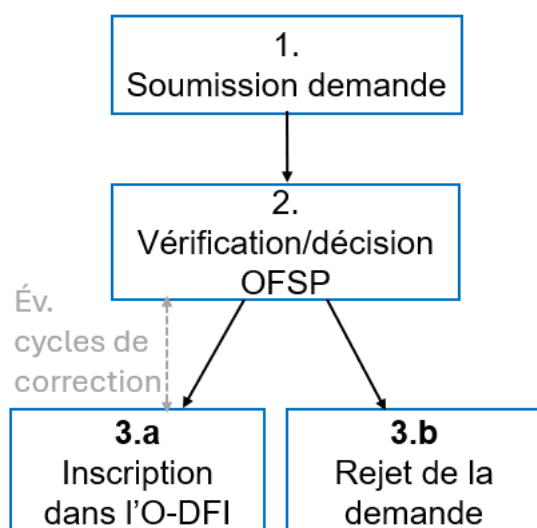 1.
Soumission demande
2.
Vérification/décision
OFSP
Év.
cycles de
correction
3.a
Inscription
dans l'O-DFI
3.b
Rejet de la
demande